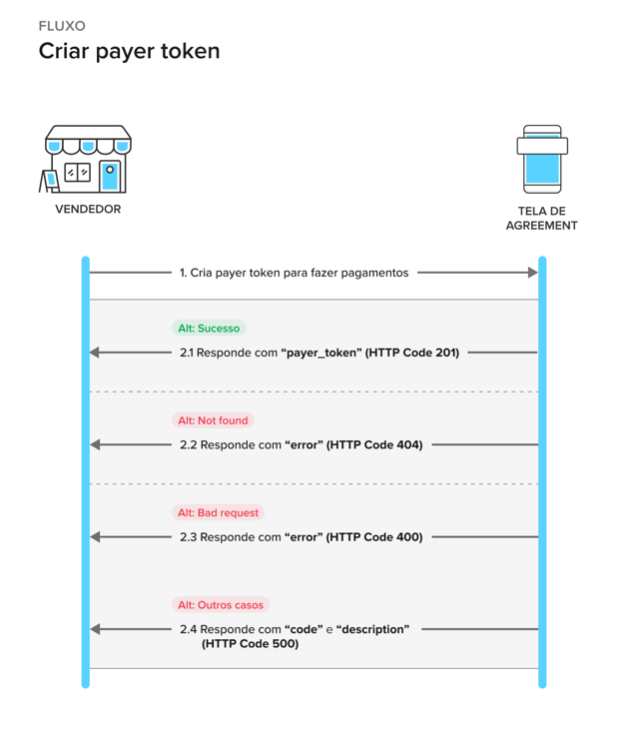 FLUXO
Criar payer token
VENDEDOR
TELA DE
AGREEMENT
1. Cria payer token para fazer pagamentos
Alt: Sucesso
2.1 Responde com “payer_token” (HTTP Code 201)
Alt: Not found
2.2 Responde com “error” (HTTP Code 404)
Alt: Bad request
2.3 Responde com “error” (HTTP Code 400)
Alt: Outros casos
2.4 Responde com “code” e “description”
(HTTP Code 500)